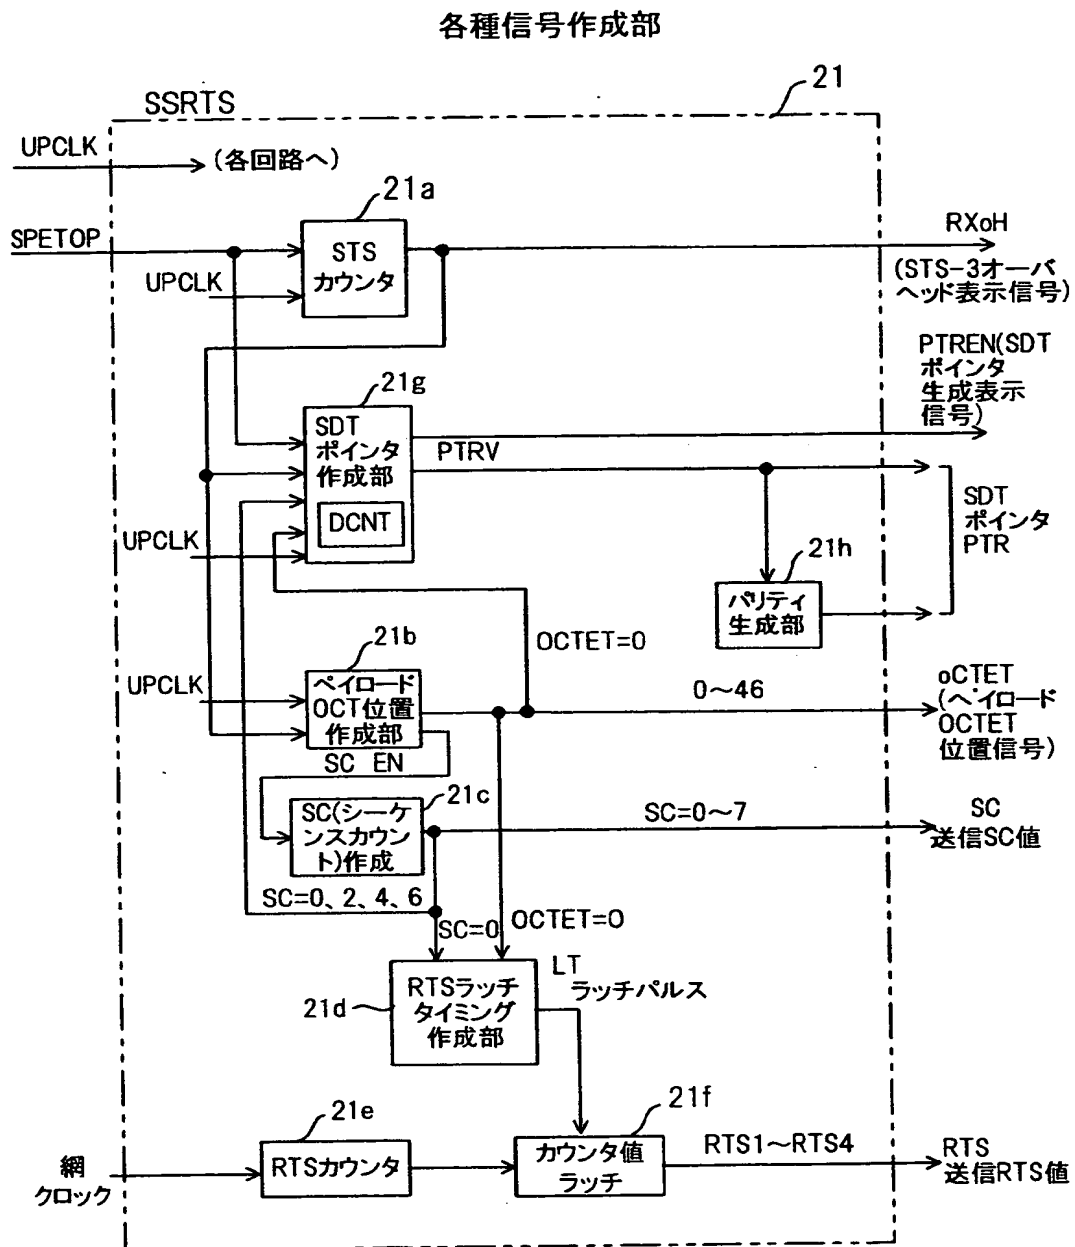 各種信号作成部
21
SSRTS
UPCLK
(各回路へ)
21a
SPETOP
STS
カウンタ
UPCLK
RXoH
(STS-3オーバ
ヘッド表示信号)
PTREN(SDT
ポインタ
生成表示
信号)
21g
SDT
ポインタ
作成部
DCNT
PTRV
UPCLK
SDT
ポインタ
PTR
21h
パリティ
生成部
OCTET=0
21b
UPCLK
ペイロード
OCT位置
作成部
0～46
oCTET
(ペイロード
OCTET
位置信号)
SC EN
21c
SC(シーケ
ンスカウン
ト)作成
SC=0～7
SC
送信SC値
SC=0、2、4、6
SC=0
OCTET=0
21d
RTSラッチ
タイミング
作成部
LT
ラッチパルス
21e
21f
網
クロック
RTSカウンタ
カウンタ値
ラッチ
RTS1～RTS4
RTS
送信RTS値